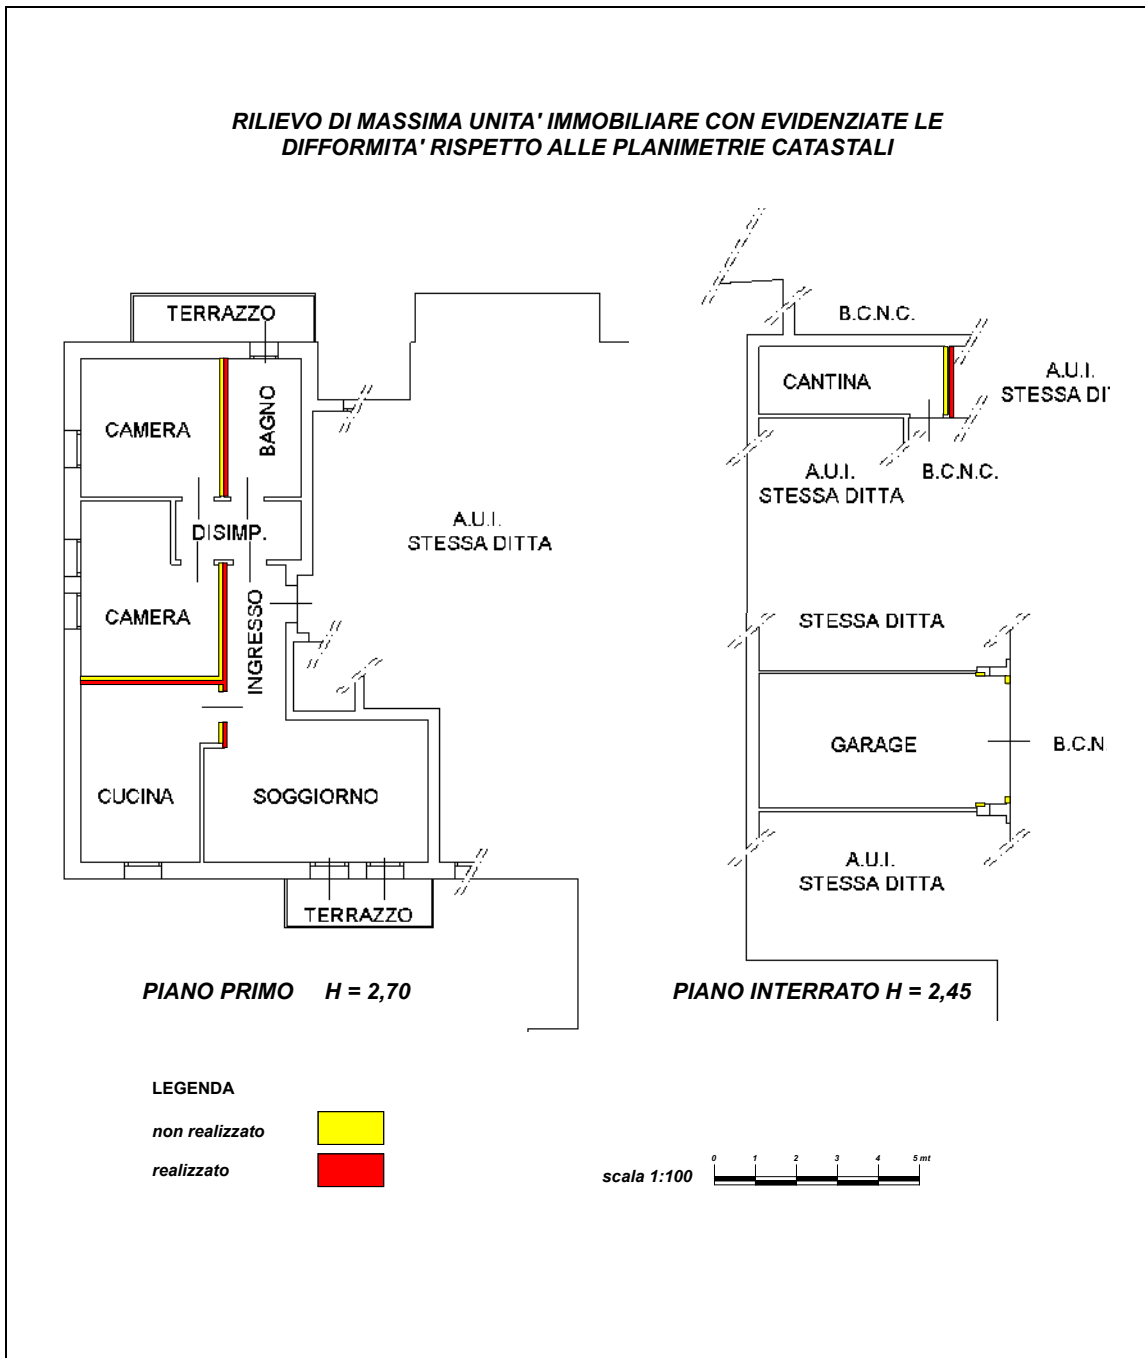 RILIEVO DI MASSIMA UNITA' IMMOBILIARE CON EVIDENZIATE LE
DIFFORMITA' RISPETTO ALLE PLANIMETRIE CATASTALI
TERRAZZO
CAMERA
BAGNO
DISIMP.
CAMERA
INGRESSO
A.U.I.
STESSA DITTA
CUCINA
SOGGIORNO
TERRAZZO
PIANO PRIMO H = 2,70
B.C.N.C.
CANTINA
A.U.I.
STESSA DIT
A.U.I.
STESSA DITTA
B.C.N.C.
STESSA DITTA
GARAGE
B.C.N.
A.U.I.
STESSA DITTA
PIANO INTERRATO H = 2,45
LEGENDA
non realizzato
realizzato
scala 1:100
0 1 2 3 4 5 mt